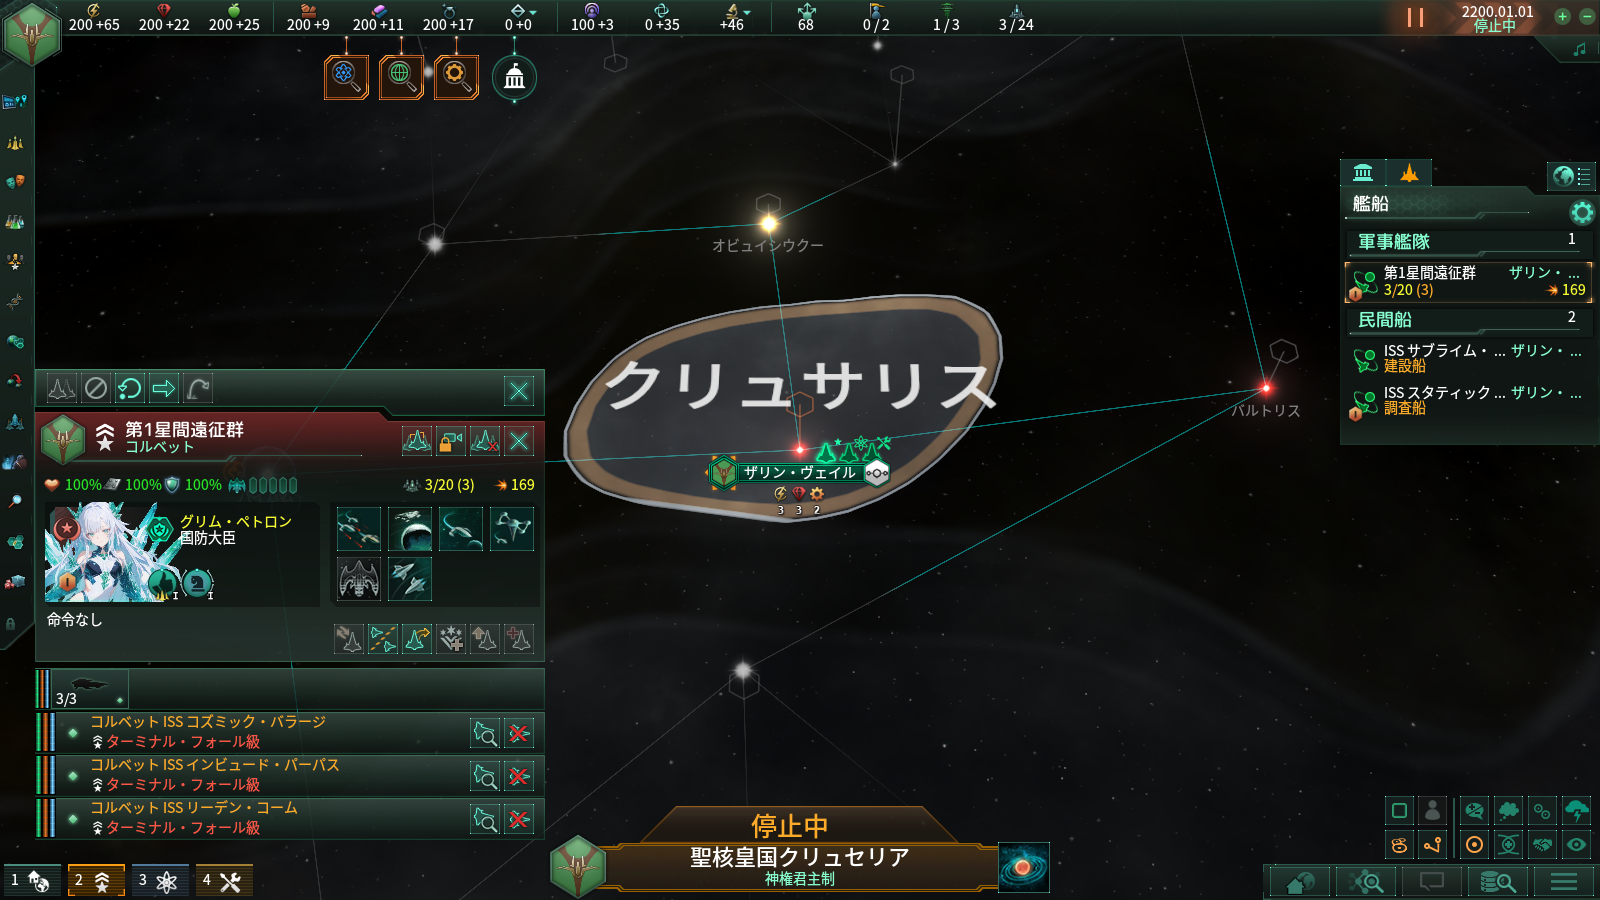 200 +65
200 +22
200 +25
200 +9
200 +11
200 +17
0 +0
100 +3
0 +35
+46
68
0 / 2
1 / 3
3 / 24
2200.01.01
停止中
オビュインウクー
クリュサリス
バルトリス
ザリン・ヴェイル
3 3 2
艦船
軍事艦隊 1
第1星間遠征群 ザリン・ ...
3/20 (3) 169
民間船 2
ISS サブライム・ ... ザリン・ ...
建設船
ISS スタティック ... ザリン・ ...
調査船
第1星間遠征群
コルベット
100% 100% 100% 3/20 (3) 169
グリム・ペトロン
国防大臣
I I
命令なし
3/3
コルベット ISS コズミック・バラージ
ターミナル・フォール級
コルベット ISS インビュード・パーパス
ターミナル・フォール級
コルベット ISS リーデン・コーム
ターミナル・フォール級
1 2 3 4
停止中
聖核皇国クリュセリア
神権君主制